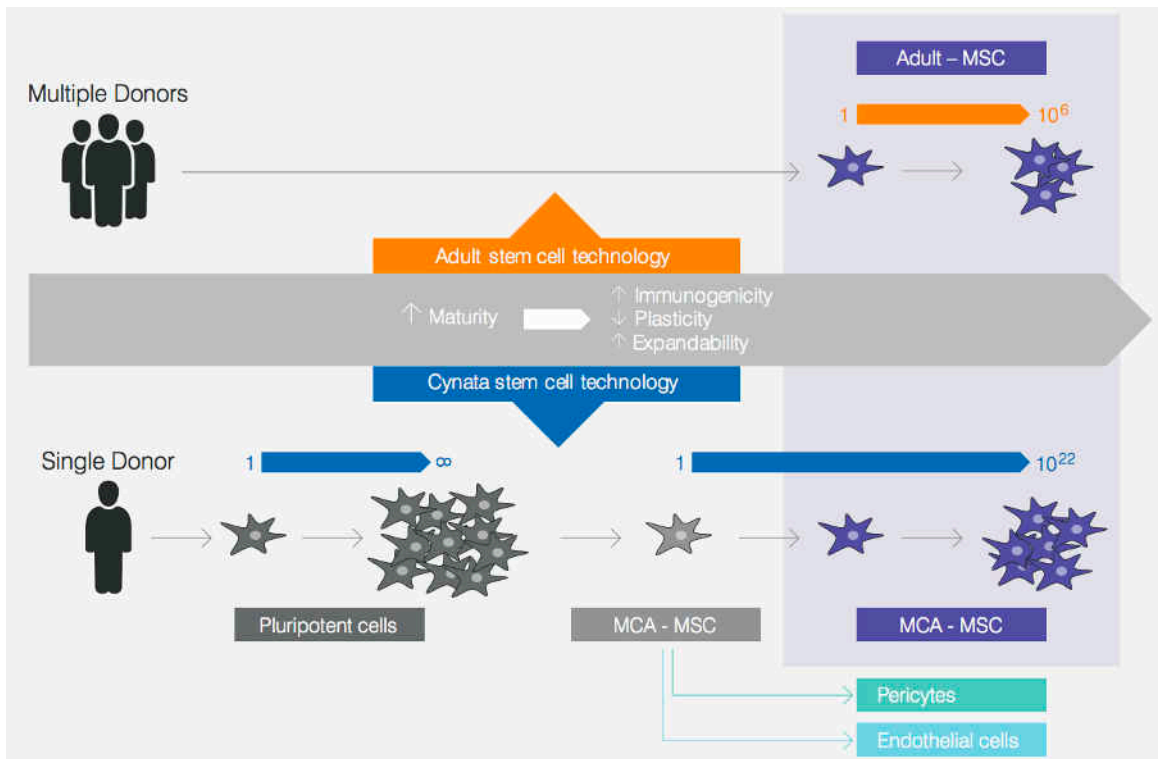 Adult – MSC
Multiple Donors
1
10⁶
Adult stem cell technology
↑ Maturity
↑ Immunogenicity
↓ Plasticity
↑ Expandability
Cynata stem cell technology
Single Donor
1
∞
1
10²²
Pluripotent cells
MCA - MSC
MCA - MSC
Pericytes
Endothelial cells